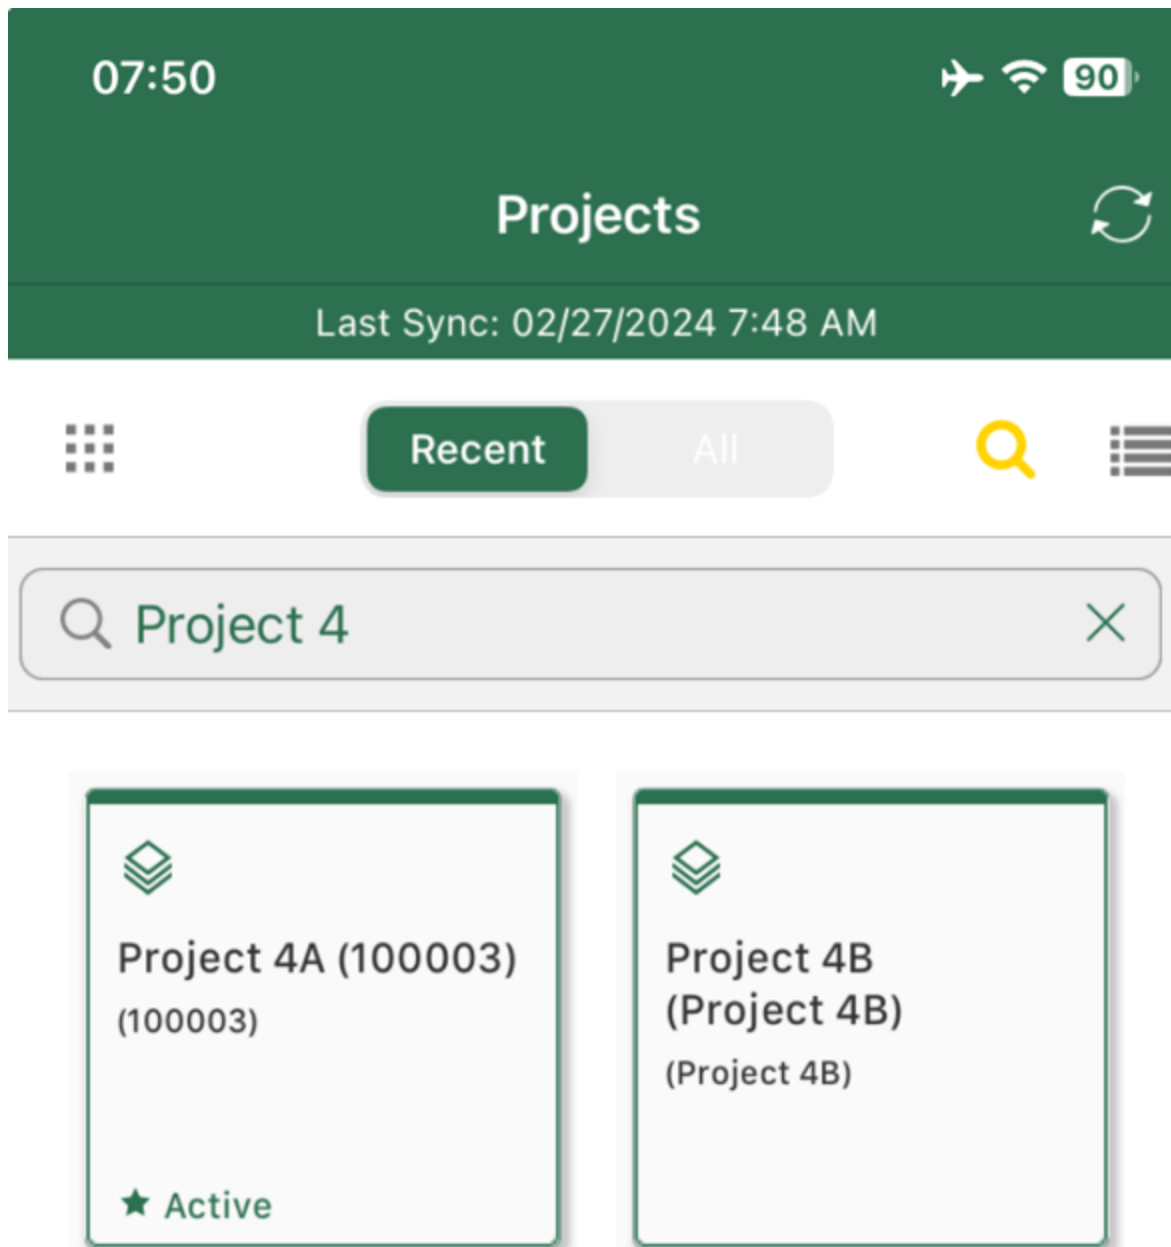 07:50
90
Projects
Last Sync: 02/27/2024 7:48 AM
Recent
All
Project 4
Project 4A (100003)
(100003)
Active
Project 4B
(Project 4B)
(Project 4B)